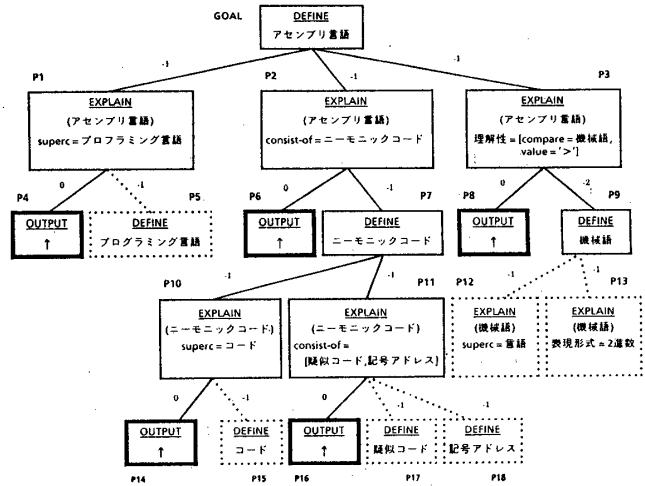 GOAL
DEFINE
アセンブリ言語
-1
-1
-1
P1
P2
P3
EXPLAIN
(アセンブリ言語)
superc=プロフラミング言語
EXPLAIN
(アセンブリ言語)
consist-of=ニーモニックコード
EXPLAIN
(アセンブリ言語)
理解性=[compare=機械語,
value='>']
P4
0
-1
P5
P6
0
-1
P7
P8
0
-2
P9
OUTPUT
↑
DEFINE
プログラミング言語
OUTPUT
↑
DEFINE
ニーモニックコード
OUTPUT
↑
DEFINE
機械語
P10
-1
-1
P11
P12
-1
-1
P13
EXPLAIN
(ニーモニックコード)
superc=コード
EXPLAIN
(ニーモニックコード)
consist-of=
[疑似コード,記号アドレス]
EXPLAIN
(機械語)
superc=言語
EXPLAIN
(機械語)
表現形式=2進数
0
-1
0
-1
-1
OUTPUT
↑
DEFINE
コード
OUTPUT
↑
DEFINE
疑似コード
DEFINE
記号アドレス
P14
P15
P16
P17
P18